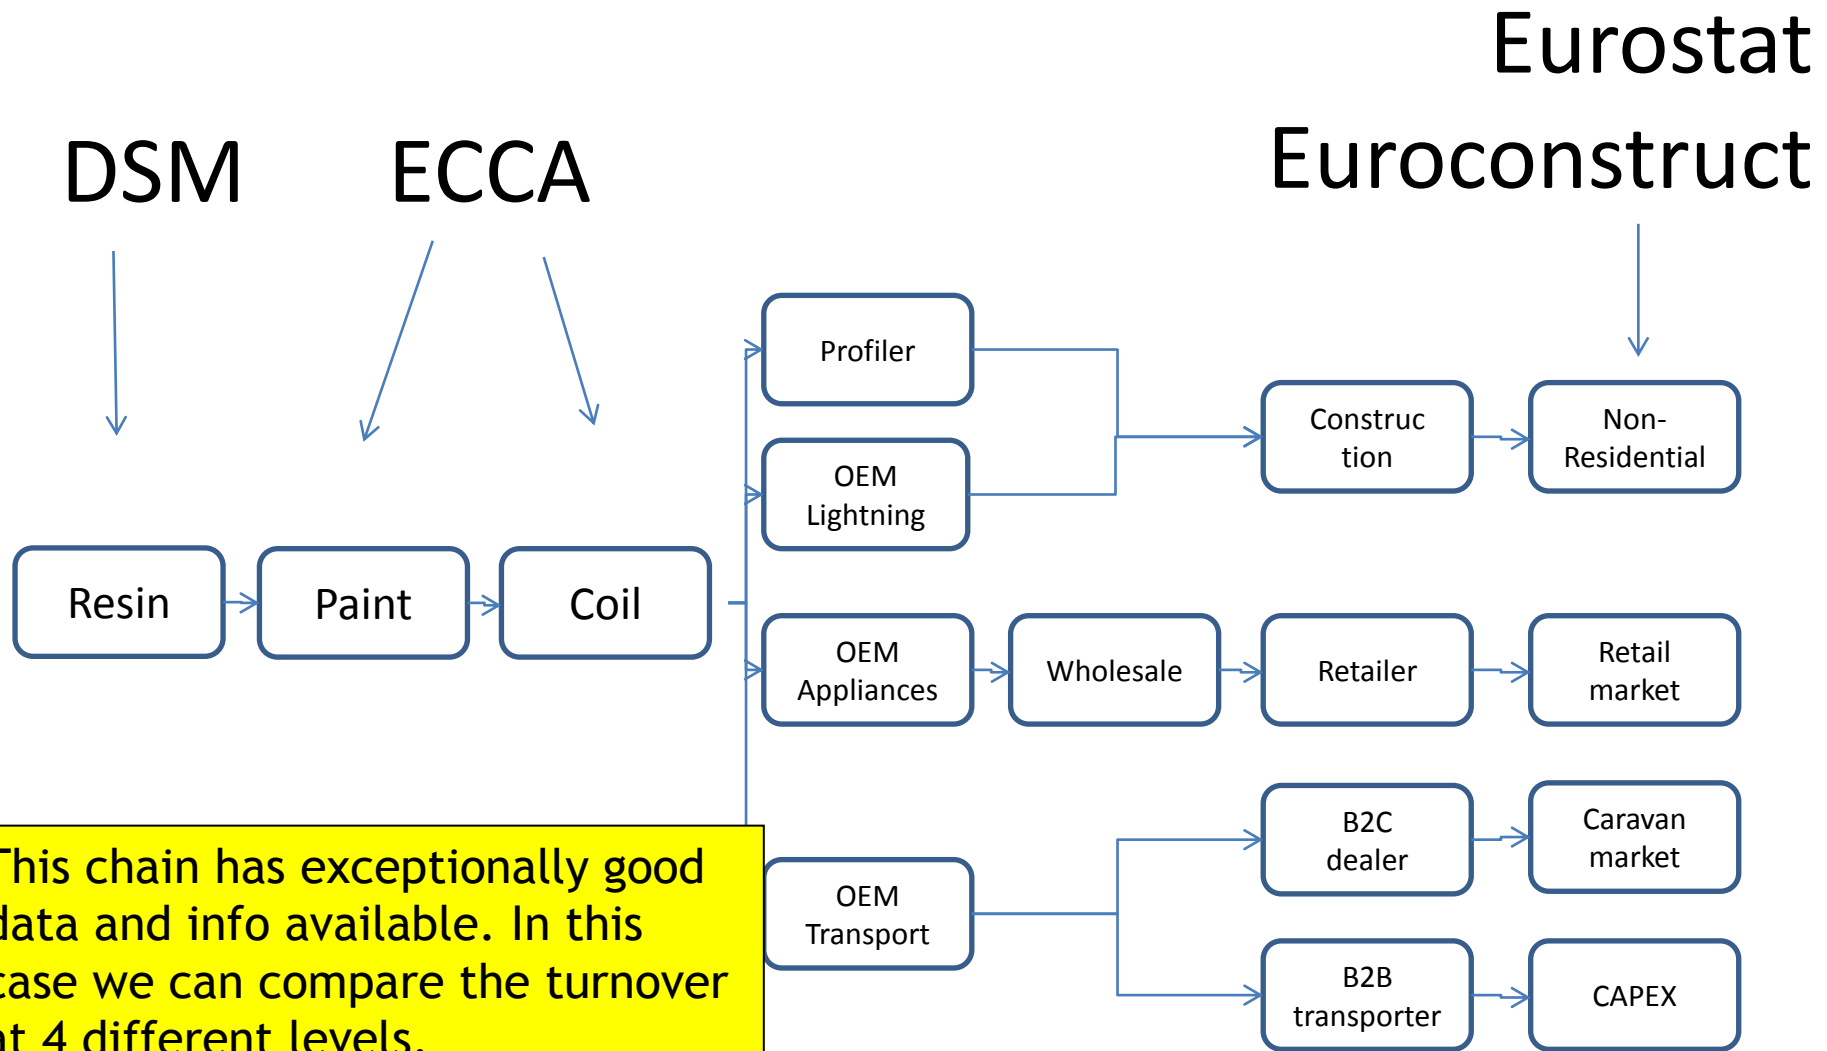 Eurostat
Euroconstruct
DSM
ECCA
Profiler
OEM
Lightning
Construc
tion
Non-
Residential
Resin
Paint
Coil
OEM
Appliances
Wholesale
Retailer
Retail
market
B2C
dealer
Caravan
market
OEM
Transport
B2B
transporter
CAPEX
This chain has exceptionally good
data and info available. In this
case we can compare the turnover
at 4 different levels.